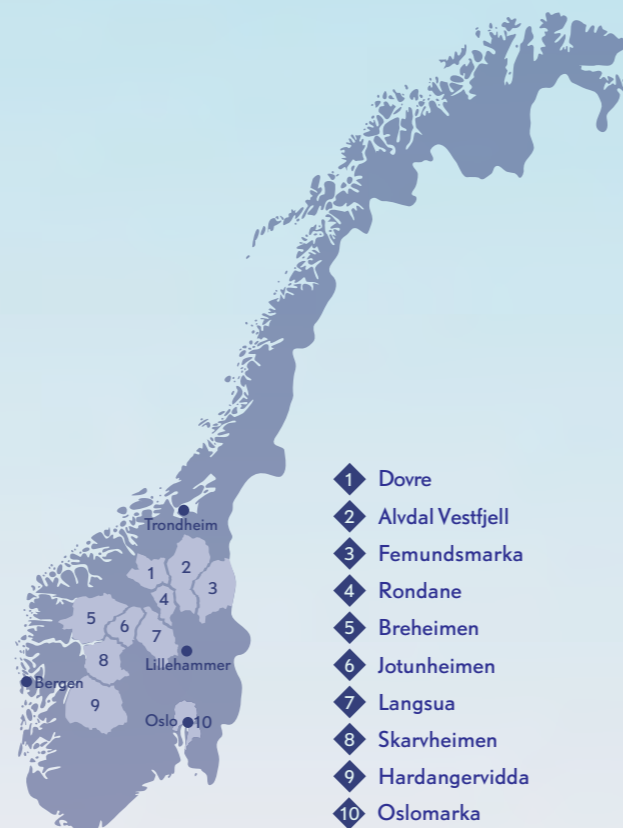 Trondheim
1
2
3
4
5
6
7
Lillehammer
8
Bergen
9
Oslo 10
1 Dovre
2 Alvdal Vestfjell
3 Femundsmarka
4 Rondane
5 Breheimen
6 Jotunheimen
7 Langsua
8 Skarvheimen
9 Hardangervidda
10 Oslomarka